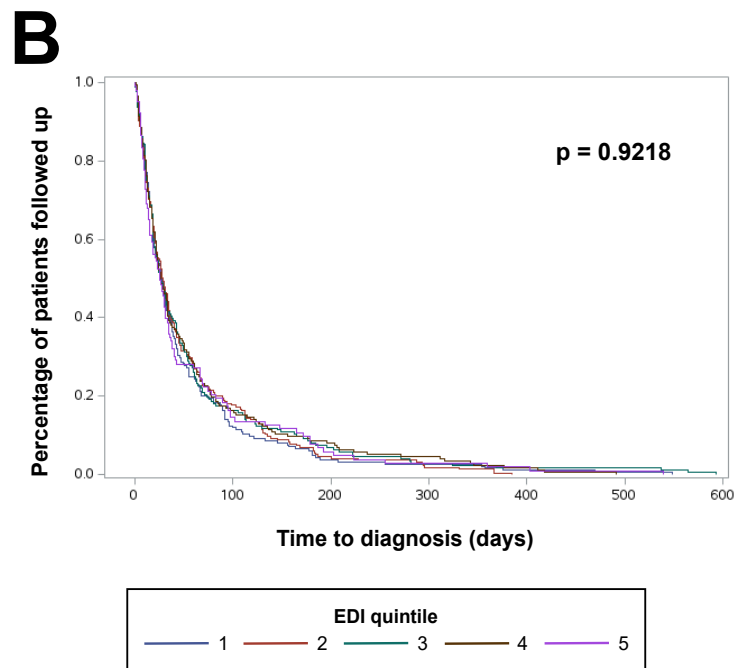 B
Percentage of patients followed up
1.0
0.8
0.6
0.4
0.2
0.0
p = 0.9218
0 100 200 300 400 500 600
Time to diagnosis (days)
EDI quintile
1 2 3 4 5